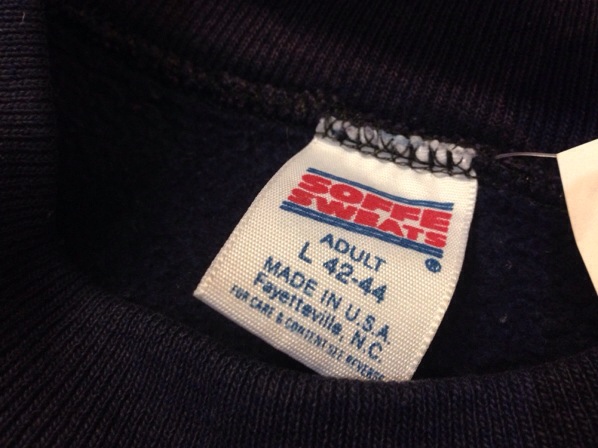 SOFFE
SWEATS
®
ADULT
L 42-44
MADE IN U.S.A.
Fayetteville, N.C.
FOR CARE & CONTENT SEE REVERSE